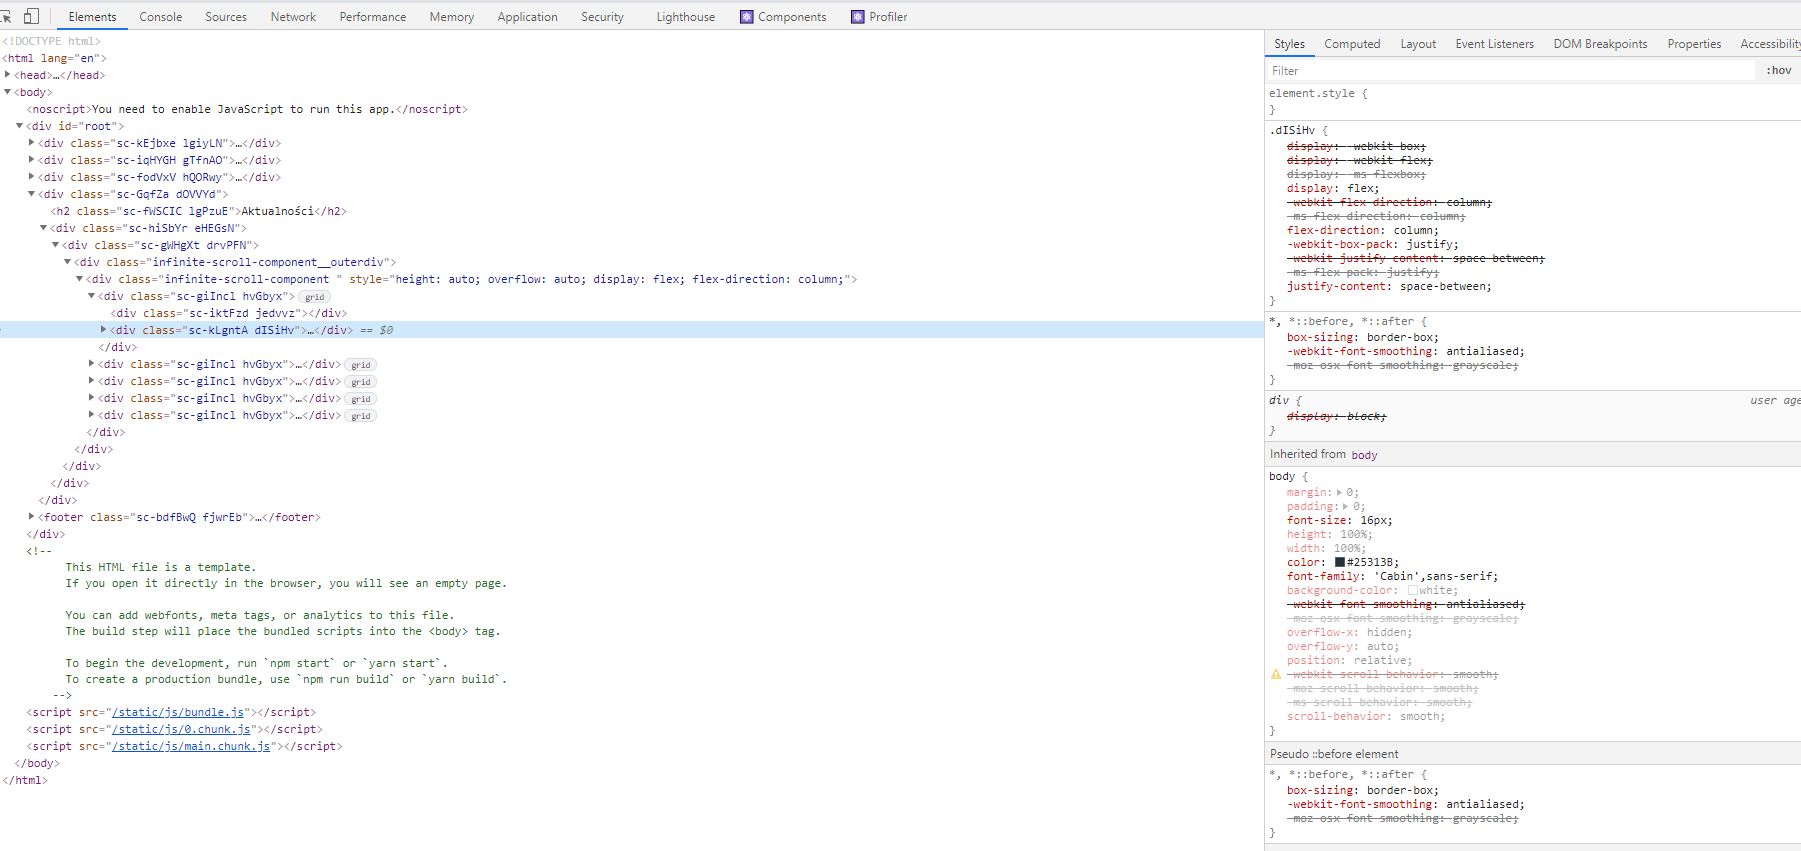 Elements Console Sources Network Performance Memory Application Security Lighthouse Components Profiler
<!DOCTYPE html>
<html lang="en">
<head>…</head>
<body>
<noscript>You need to enable JavaScript to run this app.</noscript>
<div id="root">
<div class="sc-kEjbxe lgiyLN">…</div>
<div class="sc-iqHYGH gTfnAO">…</div>
<div class="sc-fodVxV hQORwy">…</div>
<div class="sc-GqfZa dOVVYd">
<h2 class="sc-fWSCIC lgPzuE">Aktualności</h2>
<div class="sc-hiSbYr eHEGsN">
<div class="sc-gWHgXt drvPFN">
<div class="infinite-scroll-component__outerdiv">
<div class="infinite-scroll-component " style="height: auto; overflow: auto; display: flex; flex-direction: column;">
<div class="sc-giIncl hvGbyx"> grid
<div class="sc-iktFzd jedvvz"></div>
<div class="sc-kLgntA dISiHv">…</div> == $0
</div>
<div class="sc-giIncl hvGbyx">…</div> grid
<div class="sc-giIncl hvGbyx">…</div> grid
<div class="sc-giIncl hvGbyx">…</div> grid
<div class="sc-giIncl hvGbyx">…</div> grid
</div>
</div>
</div>
</div>
</div>
<footer class="sc-bdfBwQ fjwrEb">…</footer>
</div>
<!--
This HTML file is a template.
If you open it directly in the browser, you will see an empty page.
You can add webfonts, meta tags, or analytics to this file.
The build step will place the bundled scripts into the <body> tag.
To begin the development, run `npm start` or `yarn start`.
To create a production bundle, use `npm run build` or `yarn build`.
-->
<script src="/static/js/bundle.js"></script>
<script src="/static/js/0.chunk.js"></script>
<script src="/static/js/main.chunk.js"></script>
</body>
</html>
Styles Computed Layout Event Listeners DOM Breakpoints Properties Accessibility
Filter :hov
element.style {
}
.dISiHv {
display: -webkit-box;
display: -webkit-flex;
display: -ms-flexbox;
display: flex;
-webkit-flex-direction: column;
-ms-flex-direction: column;
flex-direction: column;
-webkit-box-pack: justify;
-webkit-justify-content: space-between;
-ms-flex-pack: justify;
justify-content: space-between;
}
*, *::before, *::after {
box-sizing: border-box;
-webkit-font-smoothing: antialiased;
-moz-osx-font-smoothing: grayscale;
}
div { user age
display: block;
}
Inherited from body
body {
margin: 0;
padding: 0;
font-size: 16px;
height: 100%;
width: 100%;
color: #25313B;
font-family: 'Cabin',sans-serif;
background-color: white;
-webkit-font-smoothing: antialiased;
-moz-osx-font-smoothing: grayscale;
overflow-x: hidden;
overflow-y: auto;
position: relative;
-webkit-scroll-behavior: smooth;
-moz-scroll-behavior: smooth;
-ms-scroll-behavior: smooth;
scroll-behavior: smooth;
}
Pseudo ::before element
*, *::before, *::after {
box-sizing: border-box;
-webkit-font-smoothing: antialiased;
-moz-osx-font-smoothing: grayscale;
}